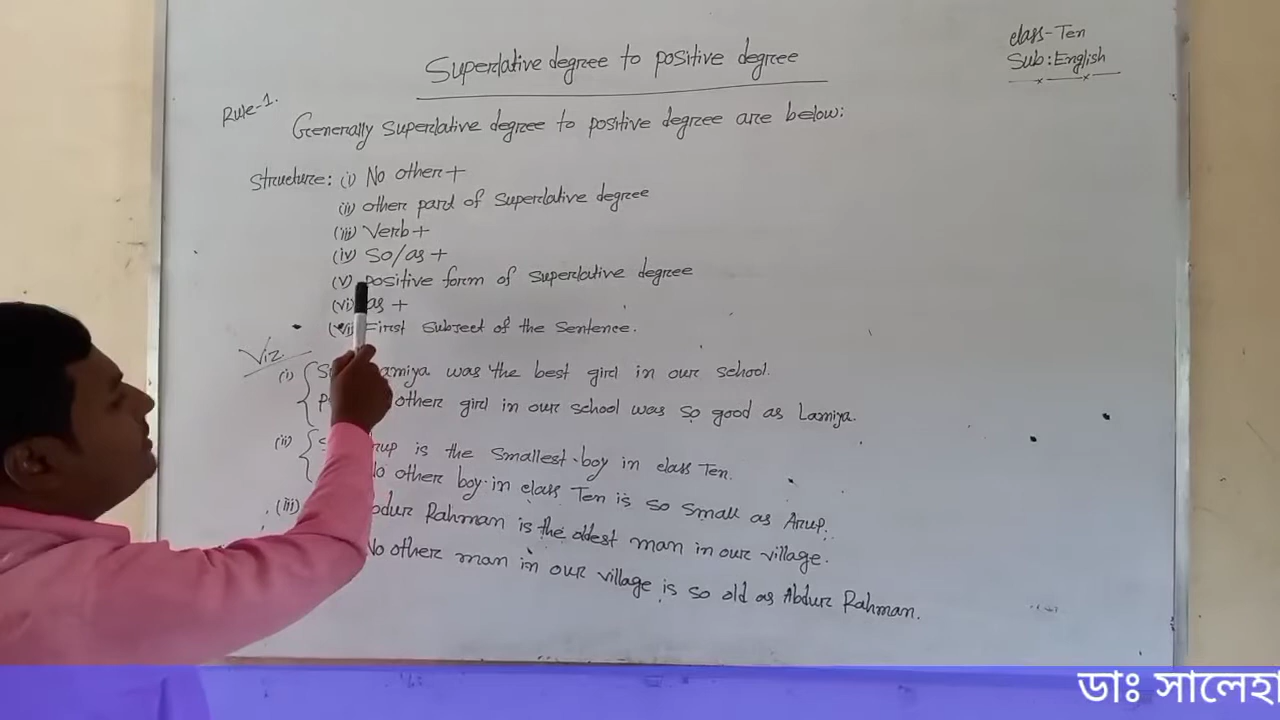 class-Ten
Sub: English
Superlative degree to positive degree
Rule-1.
Generally superlative degree to positive degree are below:
Structure: (i) No other +
(ii) other part of superlative degree
(iii) Verb +
(iv) So/as +
(v) positive form of superlative degree
(vi) as +
(vii) First Subject of the sentence.
Viz.
(i) Lamiya was the best girl in our school.
other girl in our school was so good as Lamiya.
(ii) is the smallest boy in class Ten.
No other boy in class Ten is so small as Arup.
(iii) Rahman is the oldest man in our village.
No other man in our village is so old as Abdur Rahman.
ডাঃ সালেহা